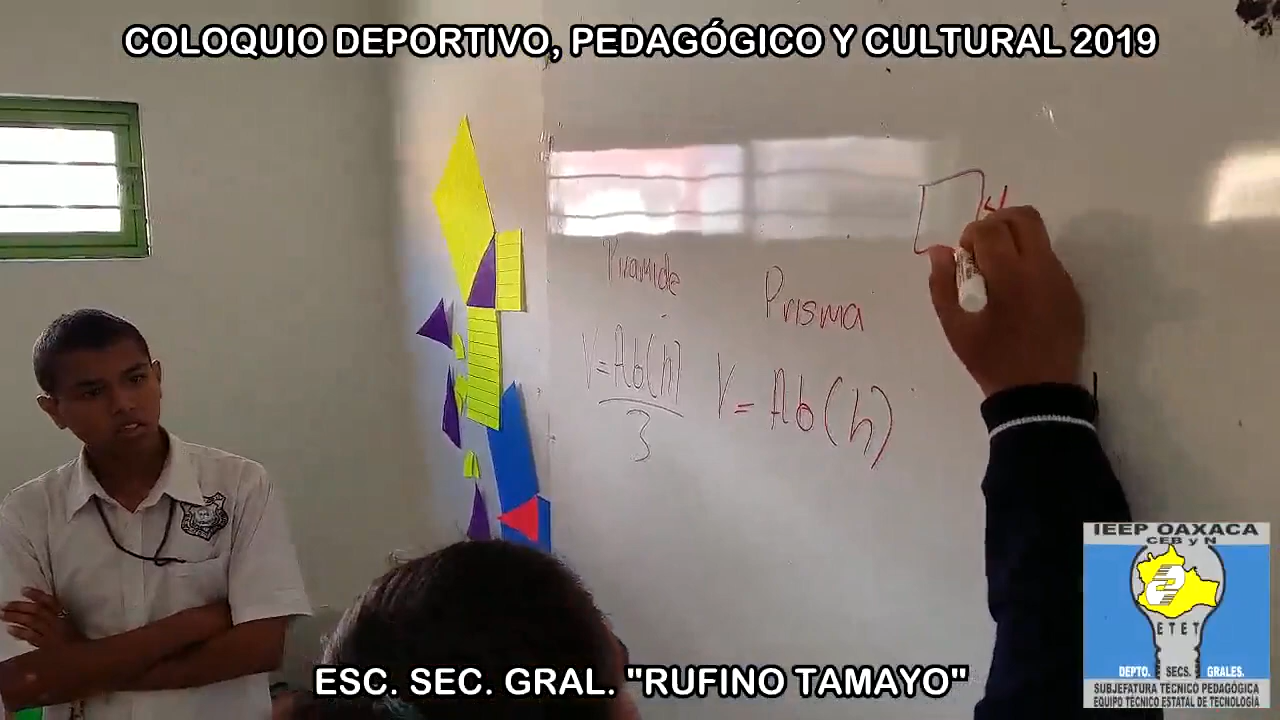 COLOQUIO DEPORTIVO, PEDAGÓGICO Y CULTURAL 2019
Piramide
Prisma
V=Ab(h)
3
V=Ab(h)
ESC. SEC. GRAL. "RUFINO TAMAYO"
IEEP OAXACA
CEB y N
ETET
DEPTO. SECS. GRALES.
SUBJEFATURA TÉCNICO PEDAGÓGICA
EQUIPO TÉCNICO ESTATAL DE TECNOLOGÍA